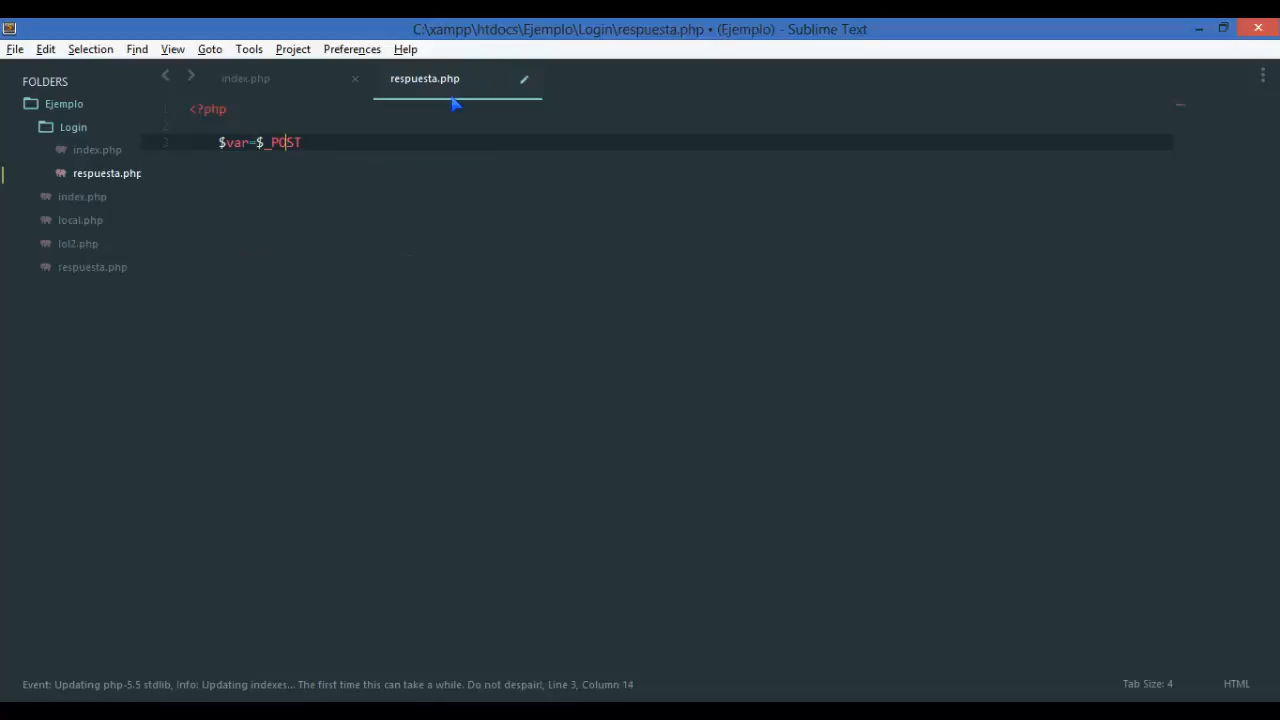 C:\xampp\htdocs\Ejemplo\Login\respuesta.php • (Ejemplo) - Sublime Text
File Edit Selection Find View Goto Tools Project Preferences Help
FOLDERS
Ejemplo
Login
index.php
respuesta.php
index.php
local.php
lol2.php
respuesta.php
index.php × respuesta.php
1 <?php
2
3 $var=$_POST
Event: Updating php-5.5 stdlib, Info: Updating indexes... The first time this can take a while. Do not despair!, Line 3, Column 14
Tab Size: 4 HTML